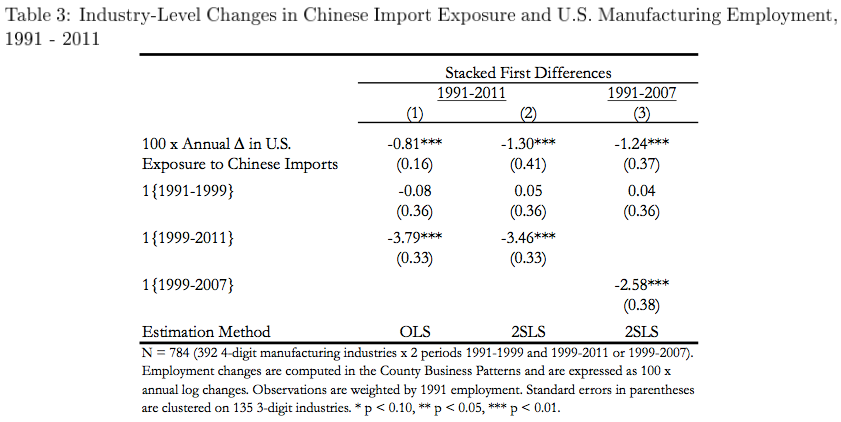 Table 3: Industry-Level Changes in Chinese Import Exposure and U.S. Manufacturing Employment,
1991 - 2011
Stacked First Differences
1991-2011 1991-2007
(1) (2) (3)
100 x Annual Δ in U.S. -0.81*** -1.30*** -1.24***
Exposure to Chinese Imports (0.16) (0.41) (0.37)
1{1991-1999} -0.08 0.05 0.04
(0.36) (0.36) (0.36)
1{1999-2011} -3.79*** -3.46***
(0.33) (0.33)
1{1999-2007} -2.58***
(0.38)
Estimation Method OLS 2SLS 2SLS
N = 784 (392 4-digit manufacturing industries x 2 periods 1991-1999 and 1999-2011 or 1999-2007).
Employment changes are computed in the County Business Patterns and are expressed as 100 x
annual log changes. Observations are weighted by 1991 employment. Standard errors in parentheses
are clustered on 135 3-digit industries. * p < 0.10, ** p < 0.05, *** p < 0.01.